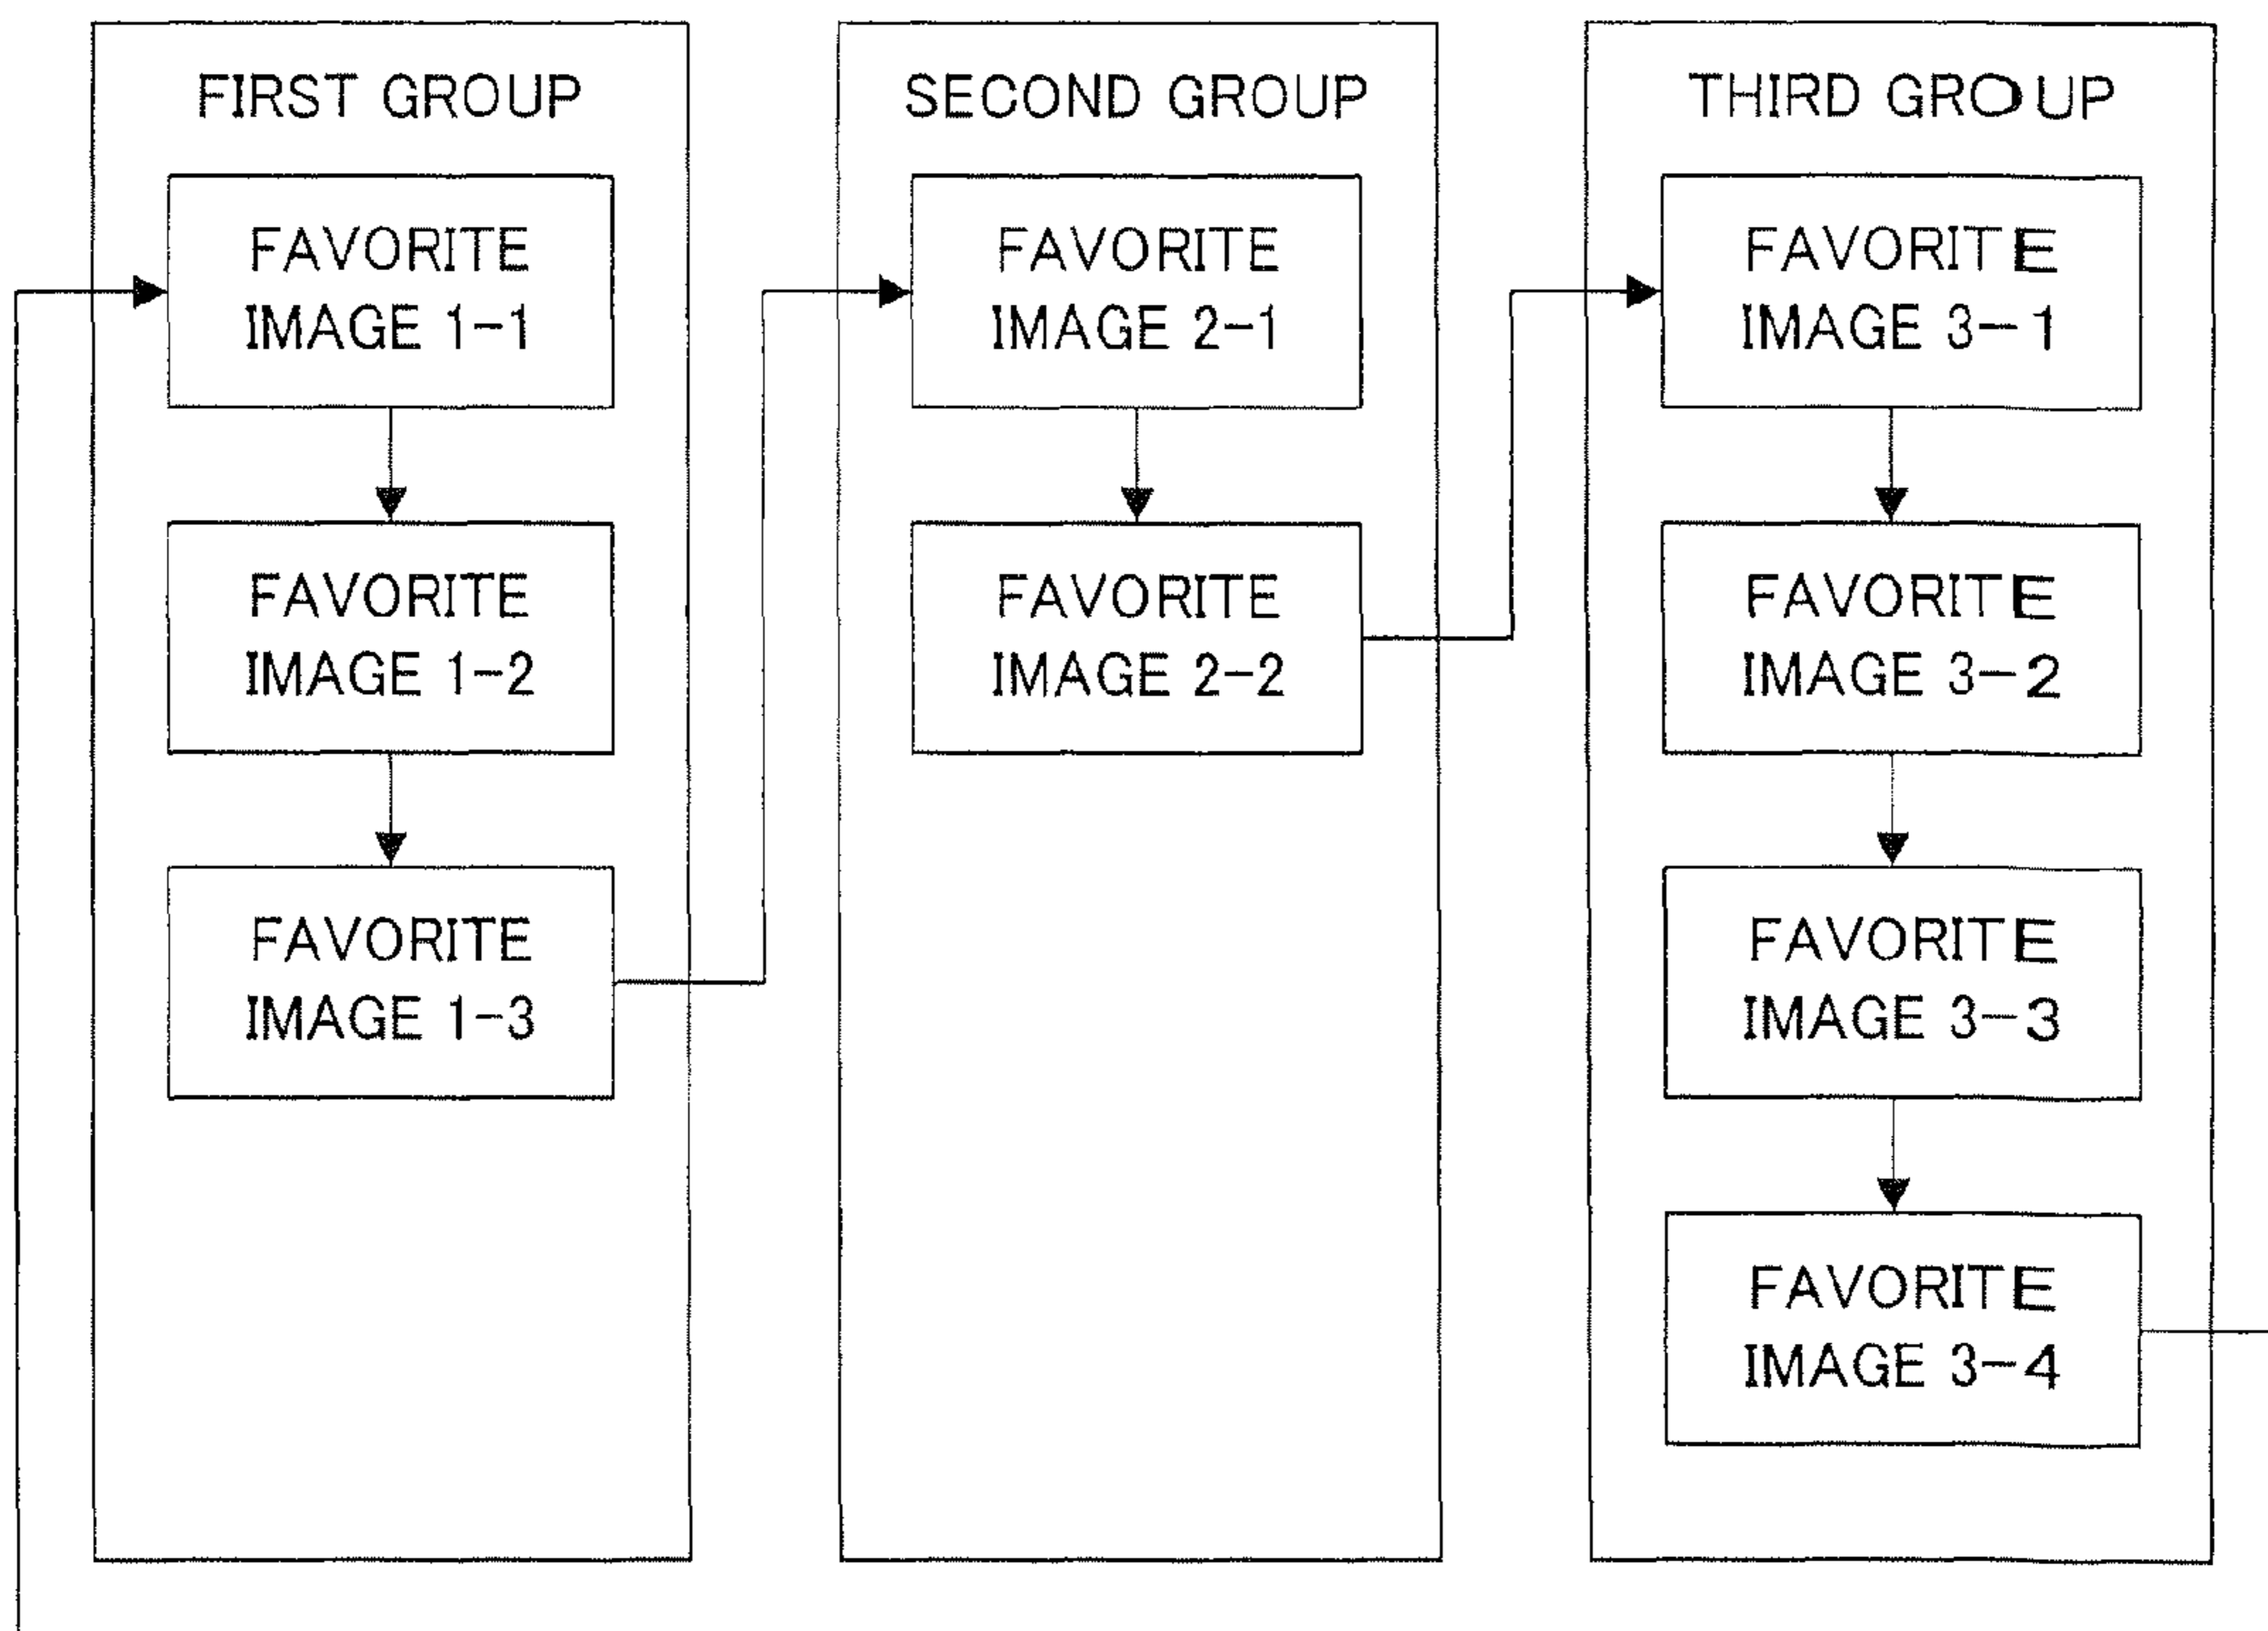 FIRST GROUP
FAVORITE
IMAGE 1-1
FAVORITE
IMAGE 1-2
FAVORITE
IMAGE 1-3
SECOND GROUP
FAVORITE
IMAGE 2-1
FAVORITE
IMAGE 2-2
THIRD GROUP
FAVORITE
IMAGE 3-1
FAVORITE
IMAGE 3-2
FAVORITE
IMAGE 3-3
FAVORITE
IMAGE 3-4